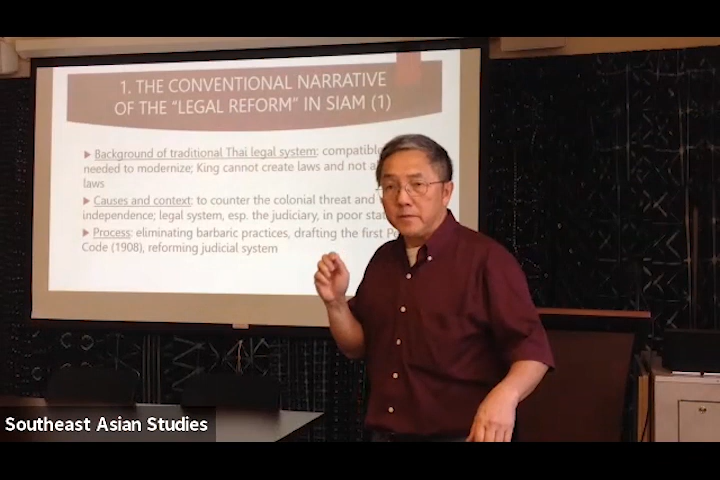 1. THE CONVENTIONAL NARRATIVE
OF THE “LEGAL REFORM” IN SIAM (1)
▶ Background of traditional Thai legal system: compatible
needed to modernize; King cannot create laws and not a
laws
▶ Causes and context: to counter the colonial threat and
independence; legal system, esp. the judiciary, in poor
▶ Process: eliminating barbaric practices, drafting the first
Code (1908), reforming judicial system
Southeast Asian Studies